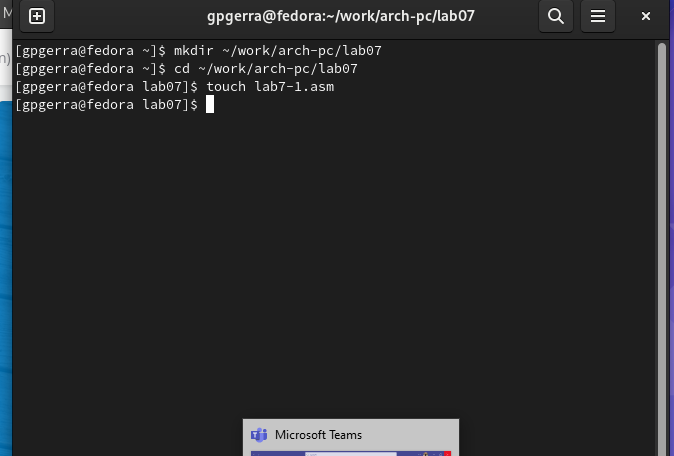 M
gpgerra@fedora:~/work/arch-pc/lab07
n)
[gpgerra@fedora ~]$ mkdir ~/work/arch-pc/lab07
[gpgerra@fedora ~]$ cd ~/work/arch-pc/lab07
[gpgerra@fedora lab07]$ touch lab7-1.asm
[gpgerra@fedora lab07]$
Microsoft Teams